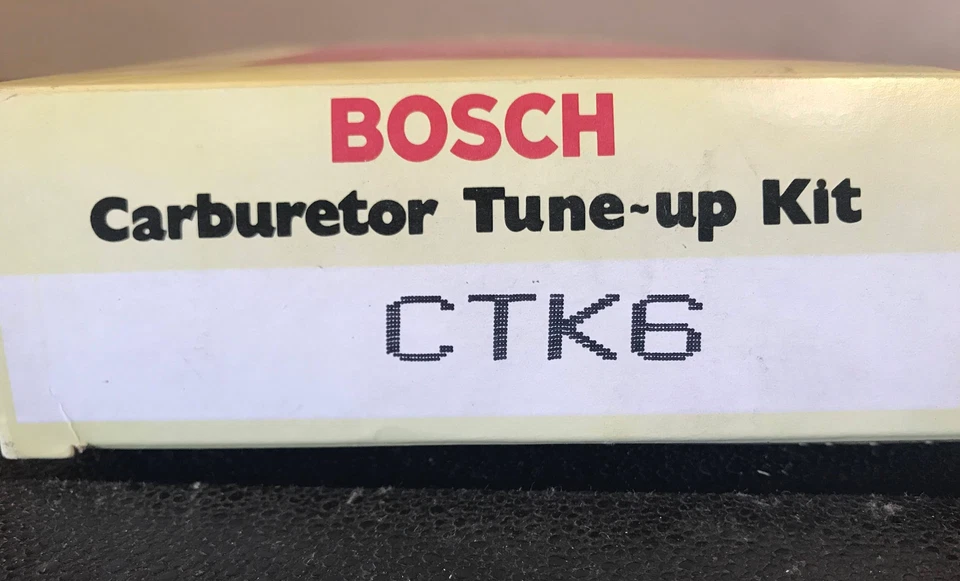 BOSCH
Carburetor Tune-up Kit
CTK6